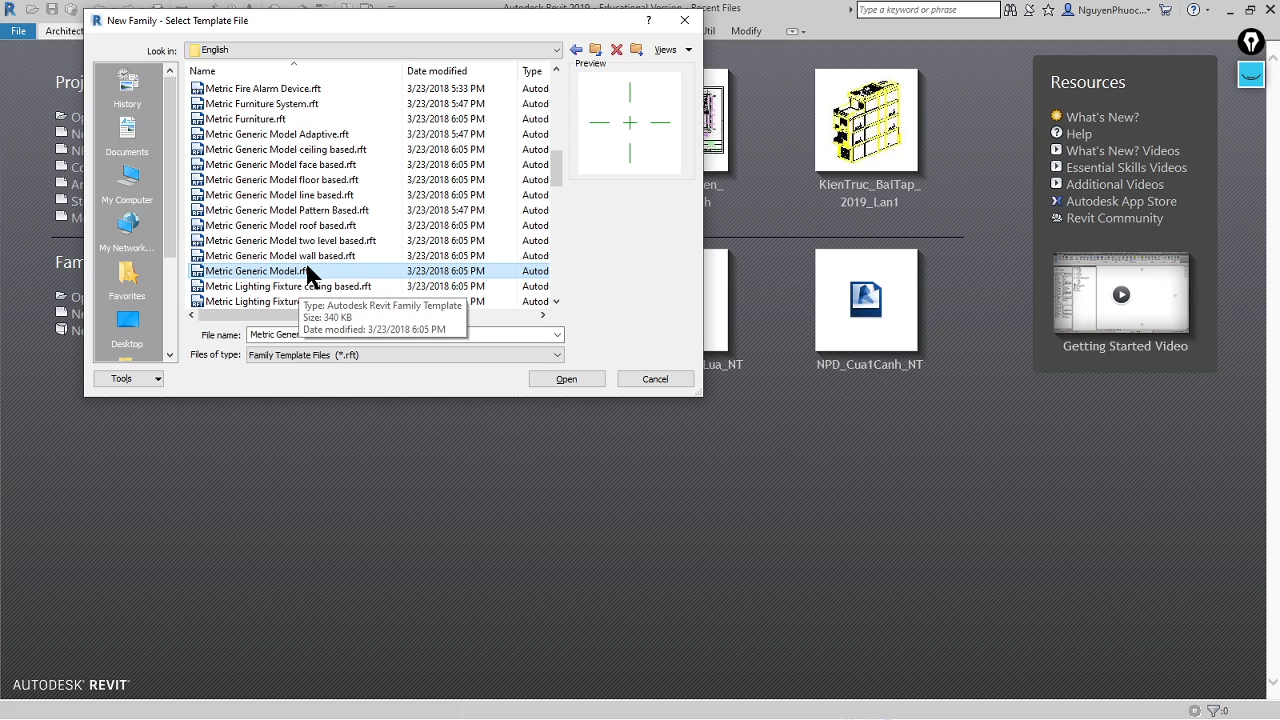 Autodesk Revit 2019 - Educational Version
Recent Files
Type a keyword or phrase
NguyenPhuoc...
File
Architect
Modify
New Family - Select Template File
Look in:
English
Views
Name
Date modified
Type
Preview
Metric Fire Alarm Device.rft 3/23/2018 5:33 PM Autod
Metric Furniture System.rft 3/23/2018 5:47 PM Autod
Metric Furniture.rft 3/23/2018 6:05 PM Autod
Metric Generic Model Adaptive.rft 3/23/2018 5:47 PM Autod
Metric Generic Model ceiling based.rft 3/23/2018 6:05 PM Autod
Metric Generic Model face based.rft 3/23/2018 6:05 PM Autod
Metric Generic Model floor based.rft 3/23/2018 6:05 PM Autod
Metric Generic Model line based.rft 3/23/2018 6:05 PM Autod
Metric Generic Model Pattern Based.rft 3/23/2018 5:47 PM Autod
Metric Generic Model roof based.rft 3/23/2018 6:05 PM Autod
Metric Generic Model two level based.rft 3/23/2018 6:05 PM Autod
Metric Generic Model wall based.rft 3/23/2018 6:05 PM Autod
Metric Generic Model.rft 3/23/2018 6:05 PM Autod
Metric Lighting Fixture ceiling based.rft 3/23/2018 6:05 PM Autod
Metric Lighting Fixture
Type: Autodesk Revit Family Template
Size: 340 KB
Date modified: 3/23/2018 6:05 PM
History
Documents
My Computer
My Network...
Favorites
Desktop
File name:
Metric Gener
Files of type:
Family Template Files (*.rft)
Tools
Open
Cancel
Proj
Fam
KienTruc_BaiTap_
2019_Lan1
Lua_NT
NPD_Cua1Canh_NT
Resources
What's New?
Help
What's New? Videos
Essential Skills Videos
Additional Videos
Autodesk App Store
Revit Community
Getting Started Video
AUTODESK® REVIT®
:0